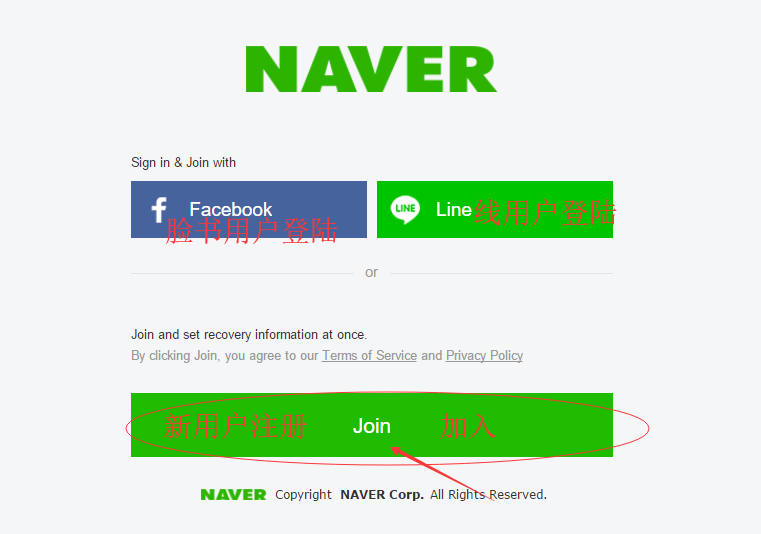 NAVER
Sign in & Join with
Facebook
脸书用户登陆
LINE
Line 线用户登陆
or
Join and set recovery information at once.
By clicking Join, you agree to our Terms of Service and Privacy Policy
新用户注册 Join 加入
NAVER Copyright NAVER Corp. All Rights Reserved.